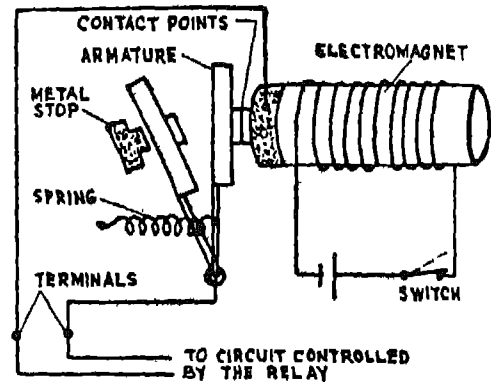 CONTACT POINTS
ARMATURE
ELECTROMAGNET
METAL
STOP
SPRING
TERMINALS
SWITCH
TO CIRCUIT CONTROLLED
BY THE RELAY